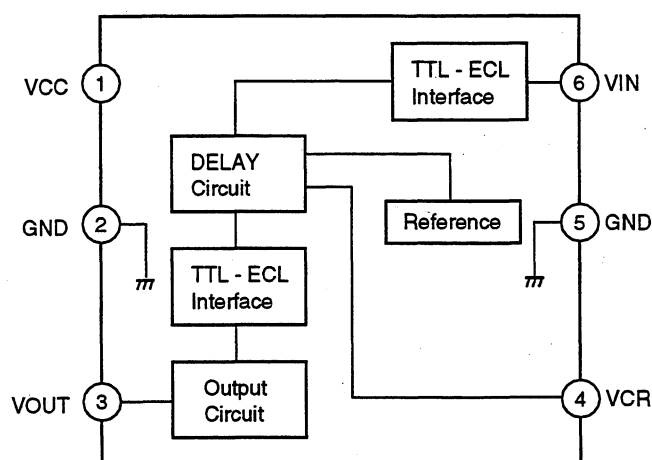 VCC
1
TTL - ECL
Interface
6
VIN
DELAY
Circuit
GND
2
Reference
5
GND
TTL - ECL
Interface
VOUT
3
Output
Circuit
4
VCR